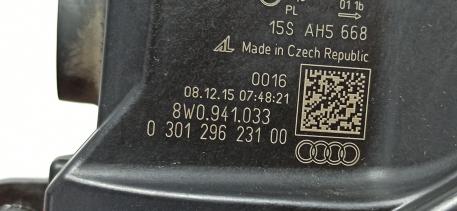 PL
01 1b
15S AH5 668
Made in Czech Republic
0016
08.12.15 07:48:21
8W0.941.033
0 301 296 231 00